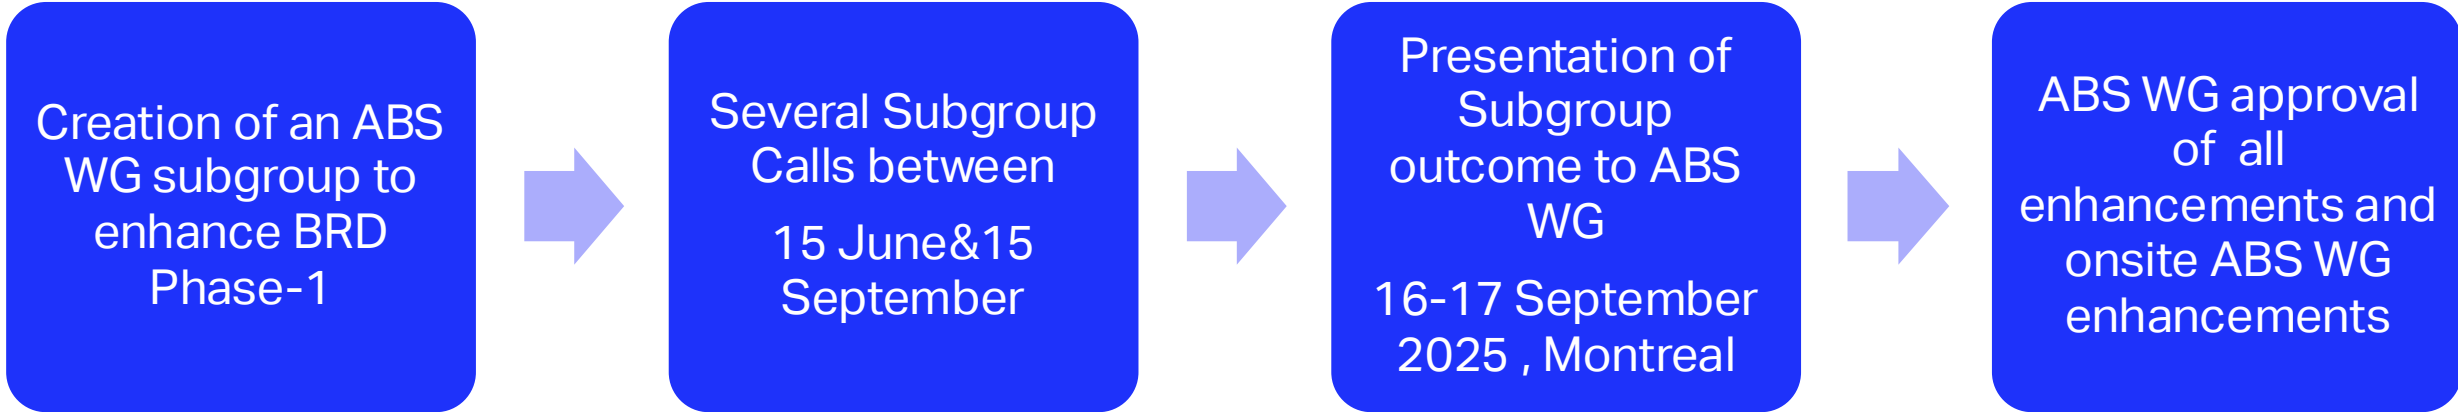 Creation of an ABS
WG subgroup to
enhance BRD
Phase-1
Several Subgroup
Calls between
15 June&15
September
Presentation of
Subgroup
outcome to ABS
WG
16-17 September
2025 , Montreal
ABS WG approval
of  all
enhancements and
onsite ABS WG
enhancements